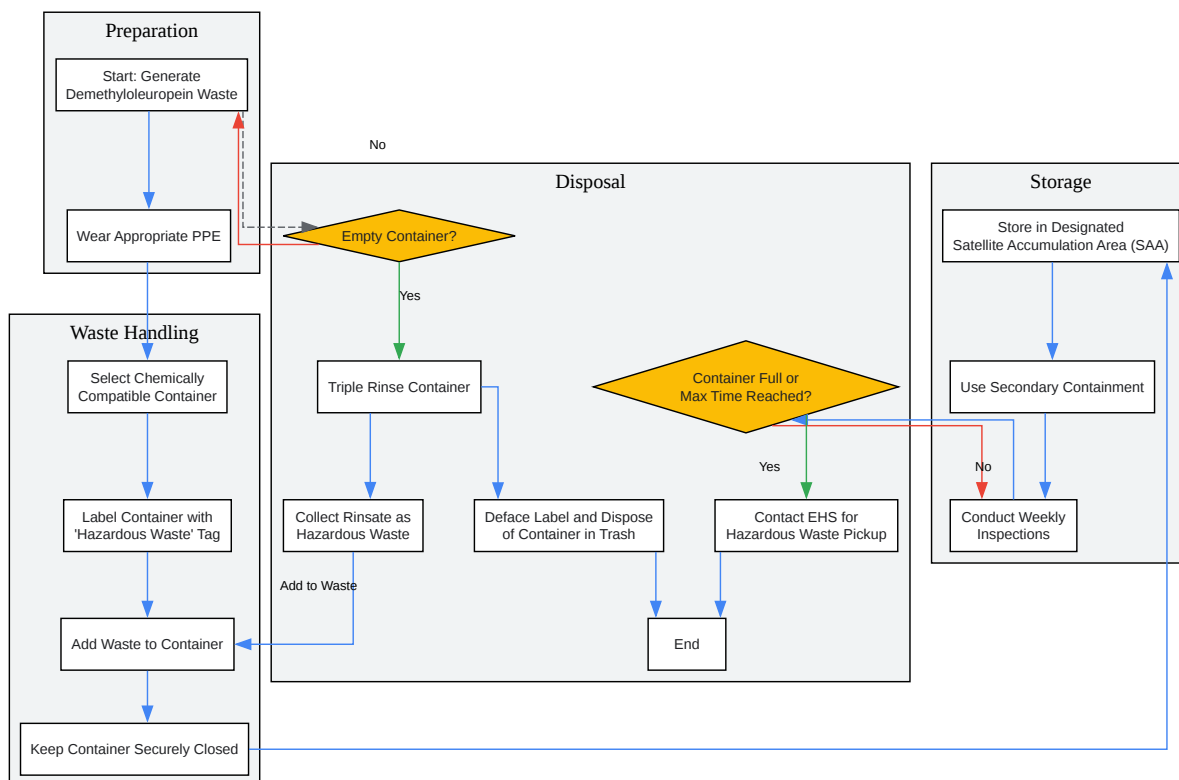 Preparation
Start: Generate
Demethyloleuropein Waste
Wear Appropriate PPE
Waste Handling
Select Chemically
Compatible Container
Label Container with
'Hazardous Waste' Tag
Add Waste to Container
Keep Container Securely Closed
No
Disposal
Empty Container?
Yes
Triple Rinse Container
Container Full or
Max Time Reached?
Yes
Collect Rinsate as
Hazardous Waste
Deface Label and Dispose
of Container in Trash
Contact EHS for
Hazardous Waste Pickup
Add to Waste
End
Storage
Store in Designated
Satellite Accumulation Area (SAA)
Use Secondary Containment
No
Conduct Weekly
Inspections